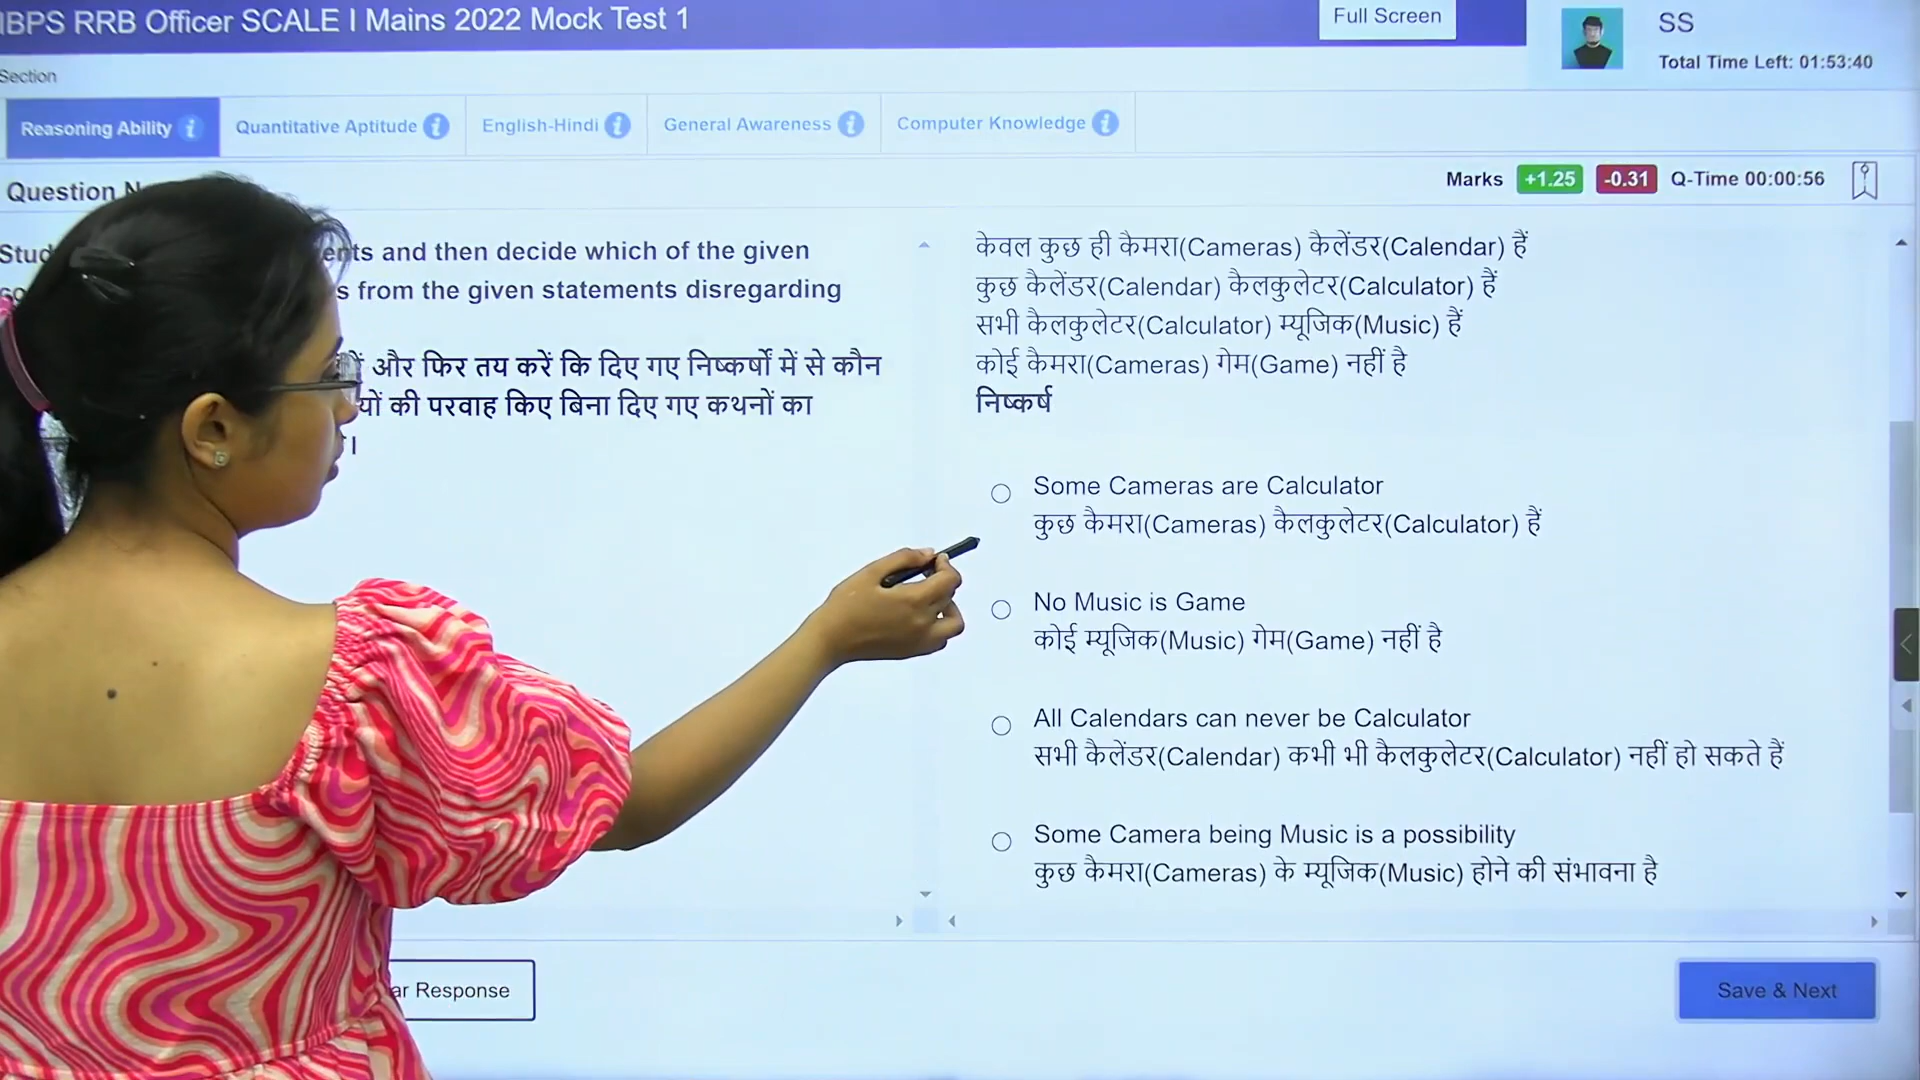 IBPS RRB Officer SCALE I Mains 2022 Mock Test 1
Full Screen
SS
Total Time Left: 01:53:40
Section
Reasoning Ability
Quantitative Aptitude
English-Hindi
General Awareness
Computer Knowledge
Question
Marks +1.25 -0.31 Q-Time 00:00:56
and then decide which of the given
from the given statements disregarding
और फिर तय करें कि दिए गए निष्कर्षों में से कौन
की परवाह किए बिना दिए गए कथनों का
केवल कुछ ही कैमरा(Cameras) कैलेंडर(Calendar) हैं
कुछ कैलेंडर(Calendar) कैलकुलेटर(Calculator) हैं
सभी कैलकुलेटर(Calculator) म्यूजिक(Music) हैं
कोई कैमरा(Cameras) गेम(Game) नहीं है
निष्कर्ष
Some Cameras are Calculator
कुछ कैमरा(Cameras) कैलकुलेटर(Calculator) हैं
No Music is Game
कोई म्यूजिक(Music) गेम(Game) नहीं है
All Calendars can never be Calculator
सभी कैलेंडर(Calendar) कभी भी कैलकुलेटर(Calculator) नहीं हो सकते हैं
Some Camera being Music is a possibility
कुछ कैमरा(Cameras) के म्यूजिक(Music) होने की संभावना है
Response
Save & Next